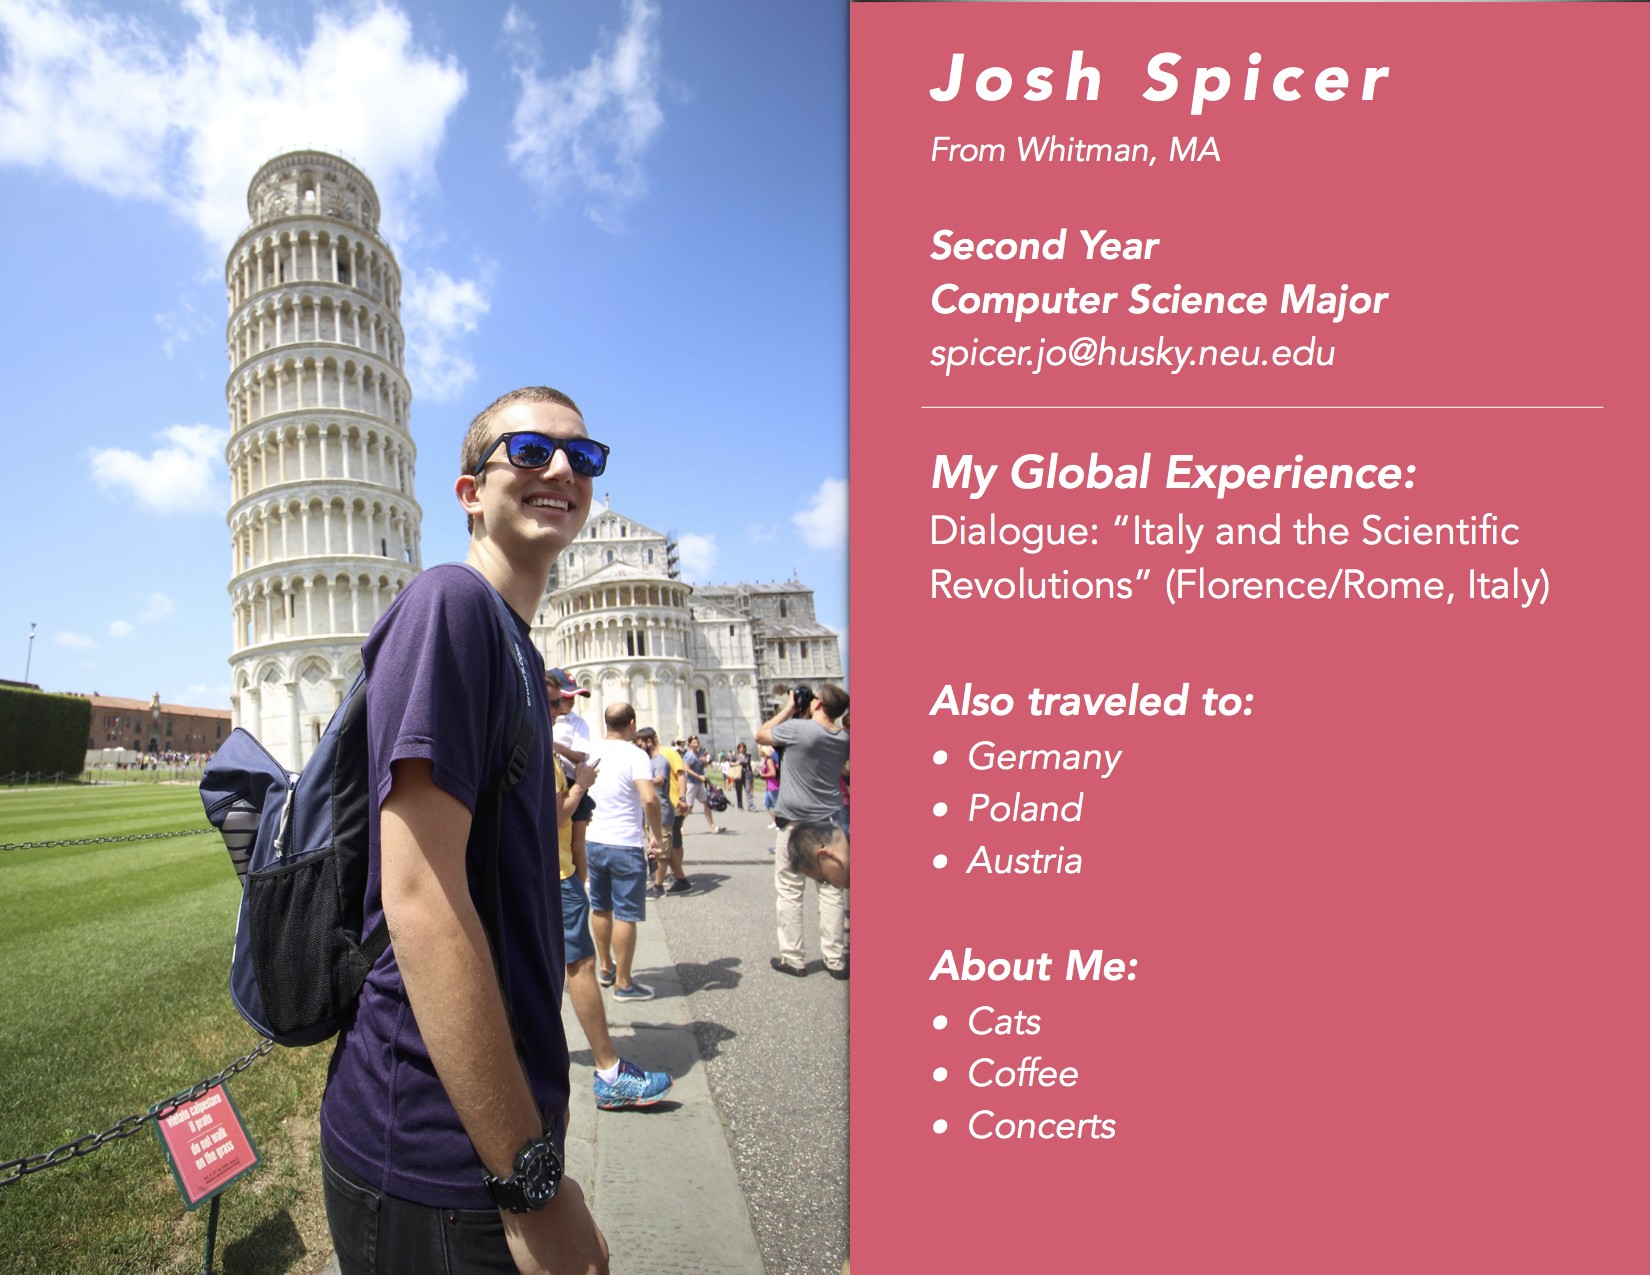 Josh Spicer
From Whitman, MA
Second Year
Computer Science Major
spicer.jo@husky.neu.edu
My Global Experience:
Dialogue: “Italy and the Scientific
Revolutions” (Florence/Rome, Italy)
Also traveled to:
• Germany
• Poland
• Austria
About Me:
• Cats
• Coffee
• Concerts
vietato calpestare
il prato
do not walk
on the grass